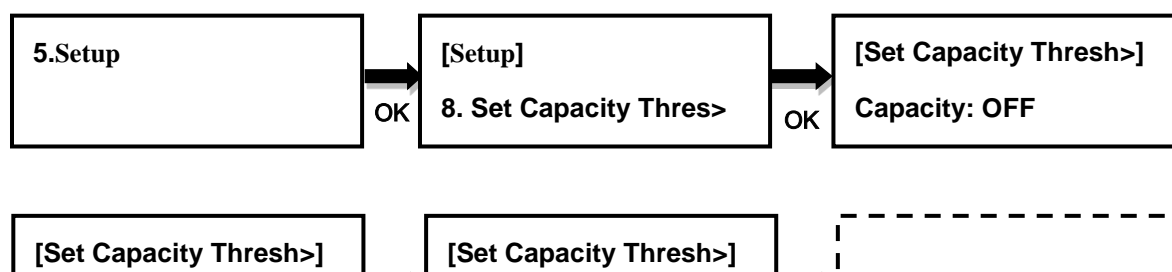 5.Setup
OK
[Setup]
8. Set Capacity Thres>
OK
[Set Capacity Thresh>]
Capacity: OFF
[Set Capacity Thresh>]
[Set Capacity Thresh>]